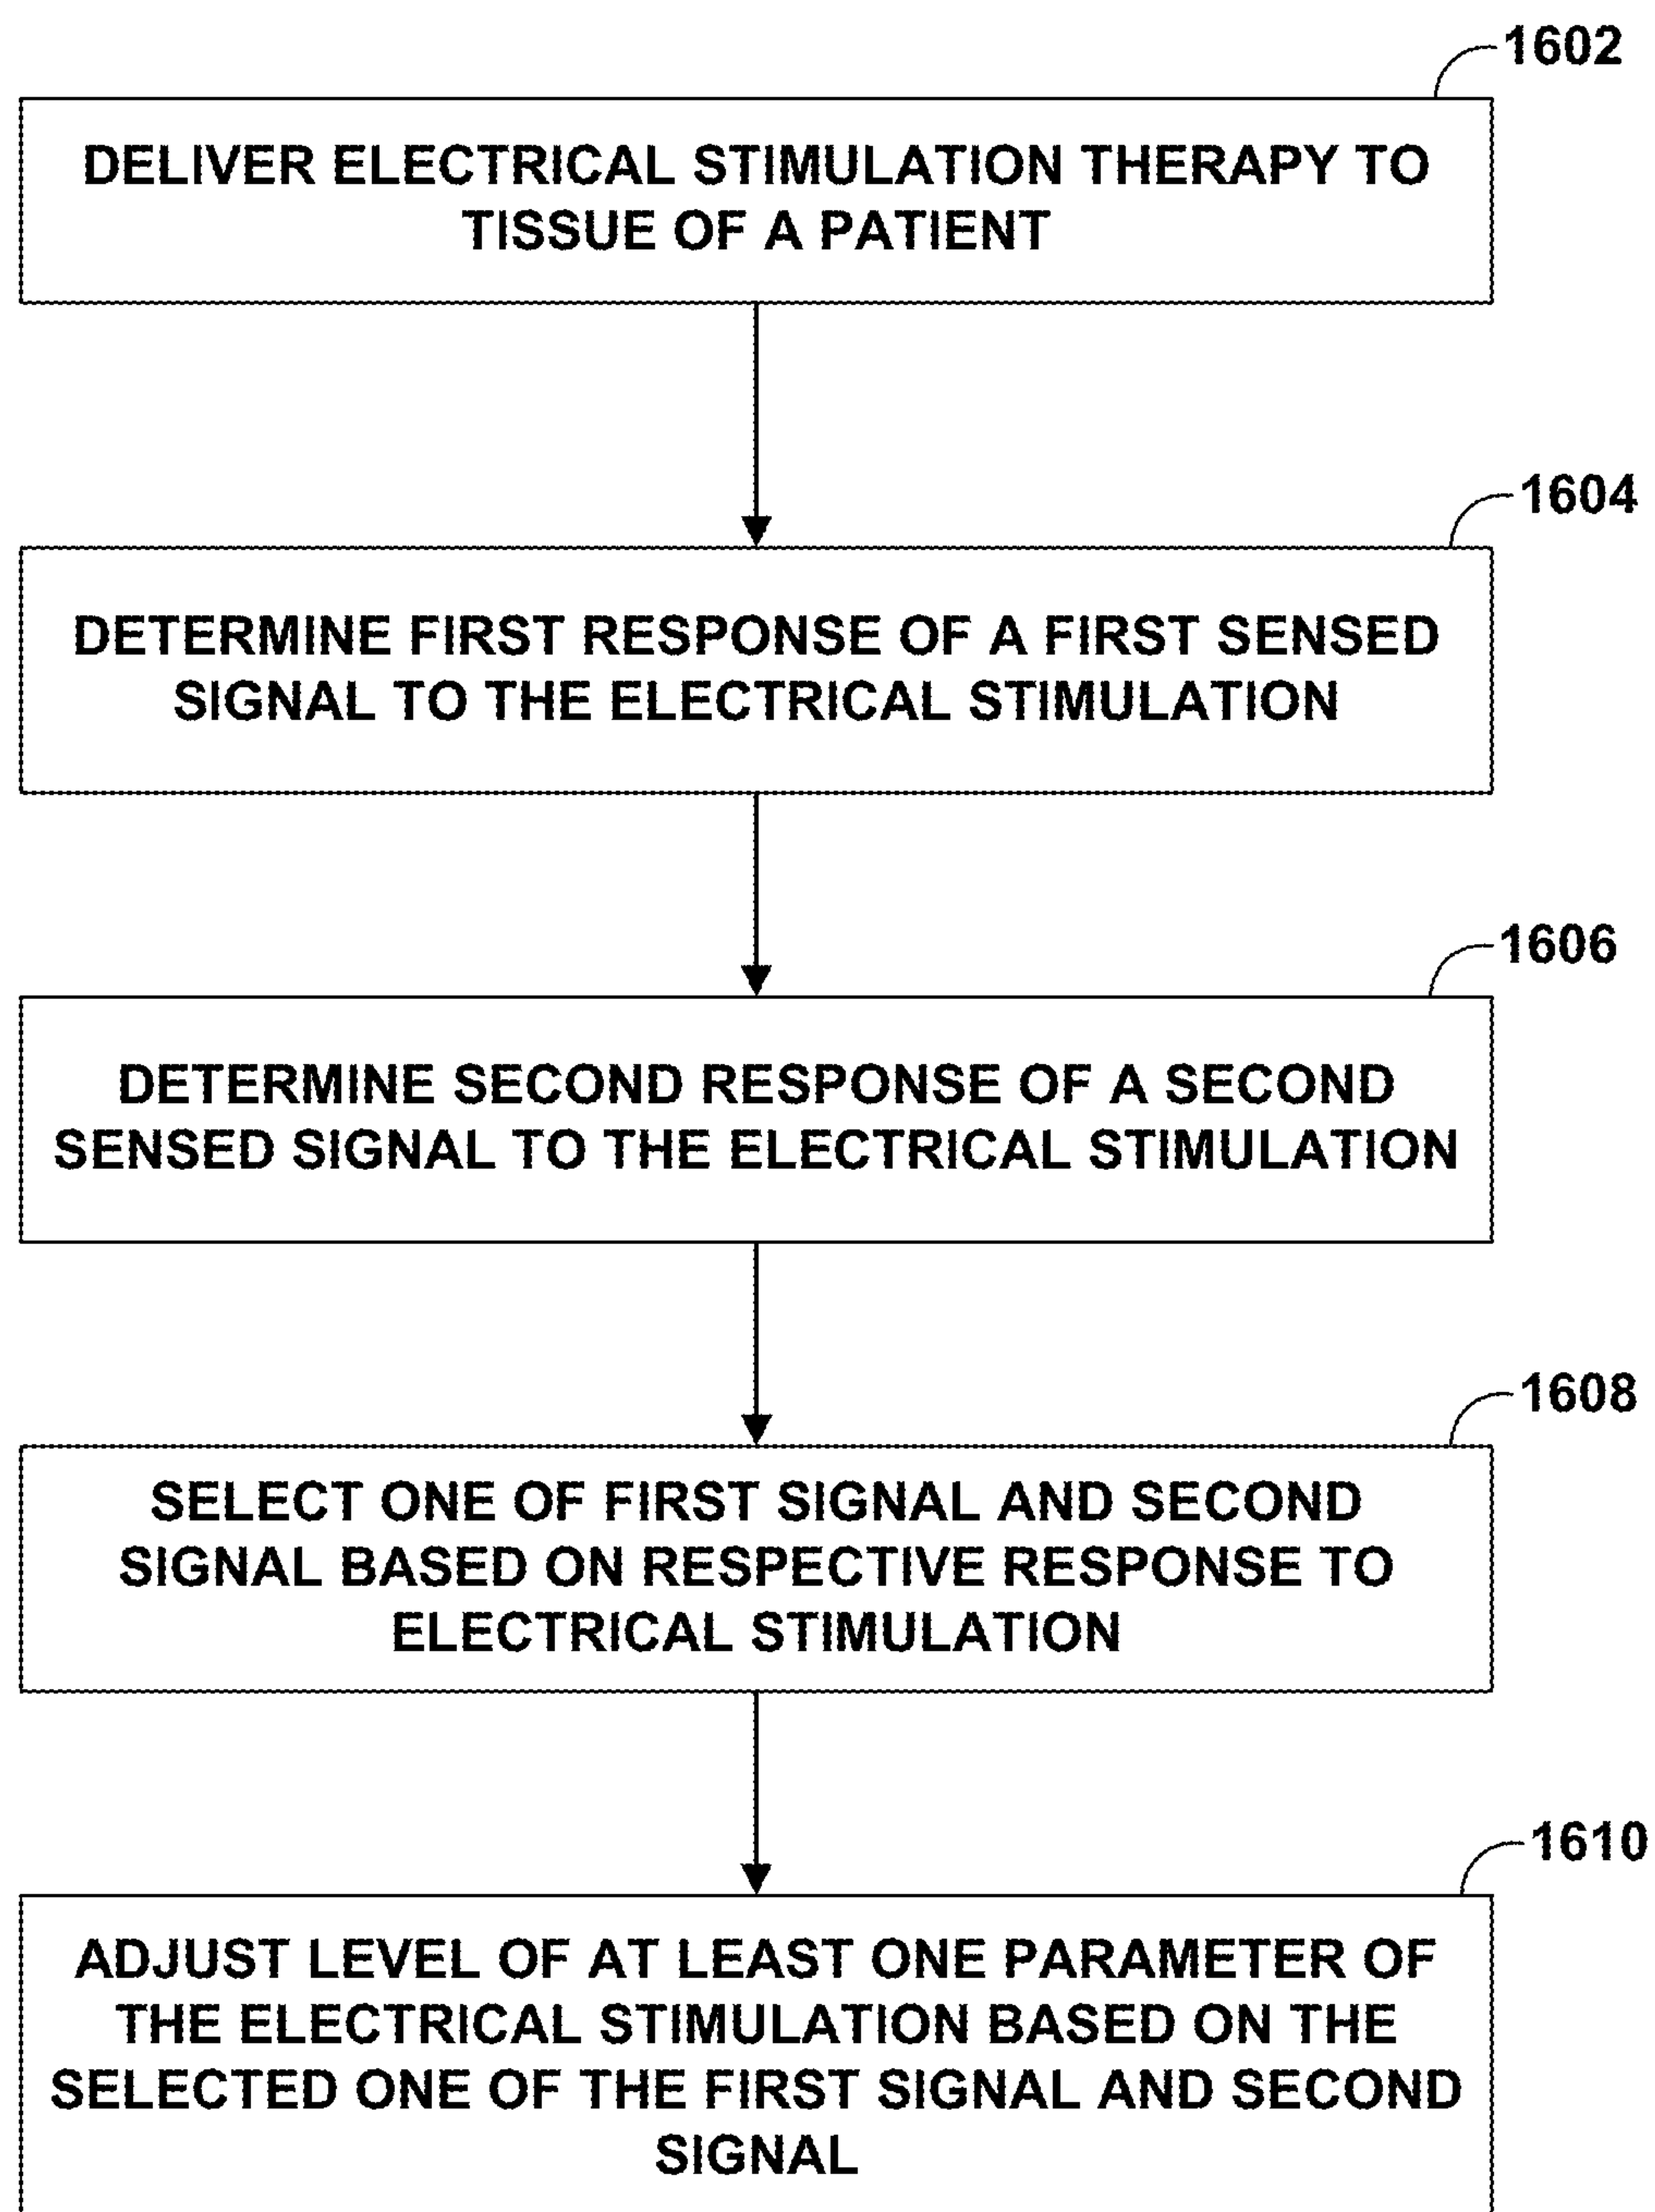 1602
DELIVER ELECTRICAL STIMULATION THERAPY TO
TISSUE OF A PATIENT
1604
DETERMINE FIRST RESPONSE OF A FIRST SENSED
SIGNAL TO THE ELECTRICAL STIMULATION
1606
DETERMINE SECOND RESPONSE OF A SECOND
SENSED SIGNAL TO THE ELECTRICAL STIMULATION
1608
SELECT ONE OF FIRST SIGNAL AND SECOND
SIGNAL BASED ON RESPECTIVE RESPONSE TO
ELECTRICAL STIMULATION
1610
ADJUST LEVEL OF AT LEAST ONE PARAMETER OF
THE ELECTRICAL STIMULATION BASED ON THE
SELECTED ONE OF THE FIRST SIGNAL AND SECOND
SIGNAL